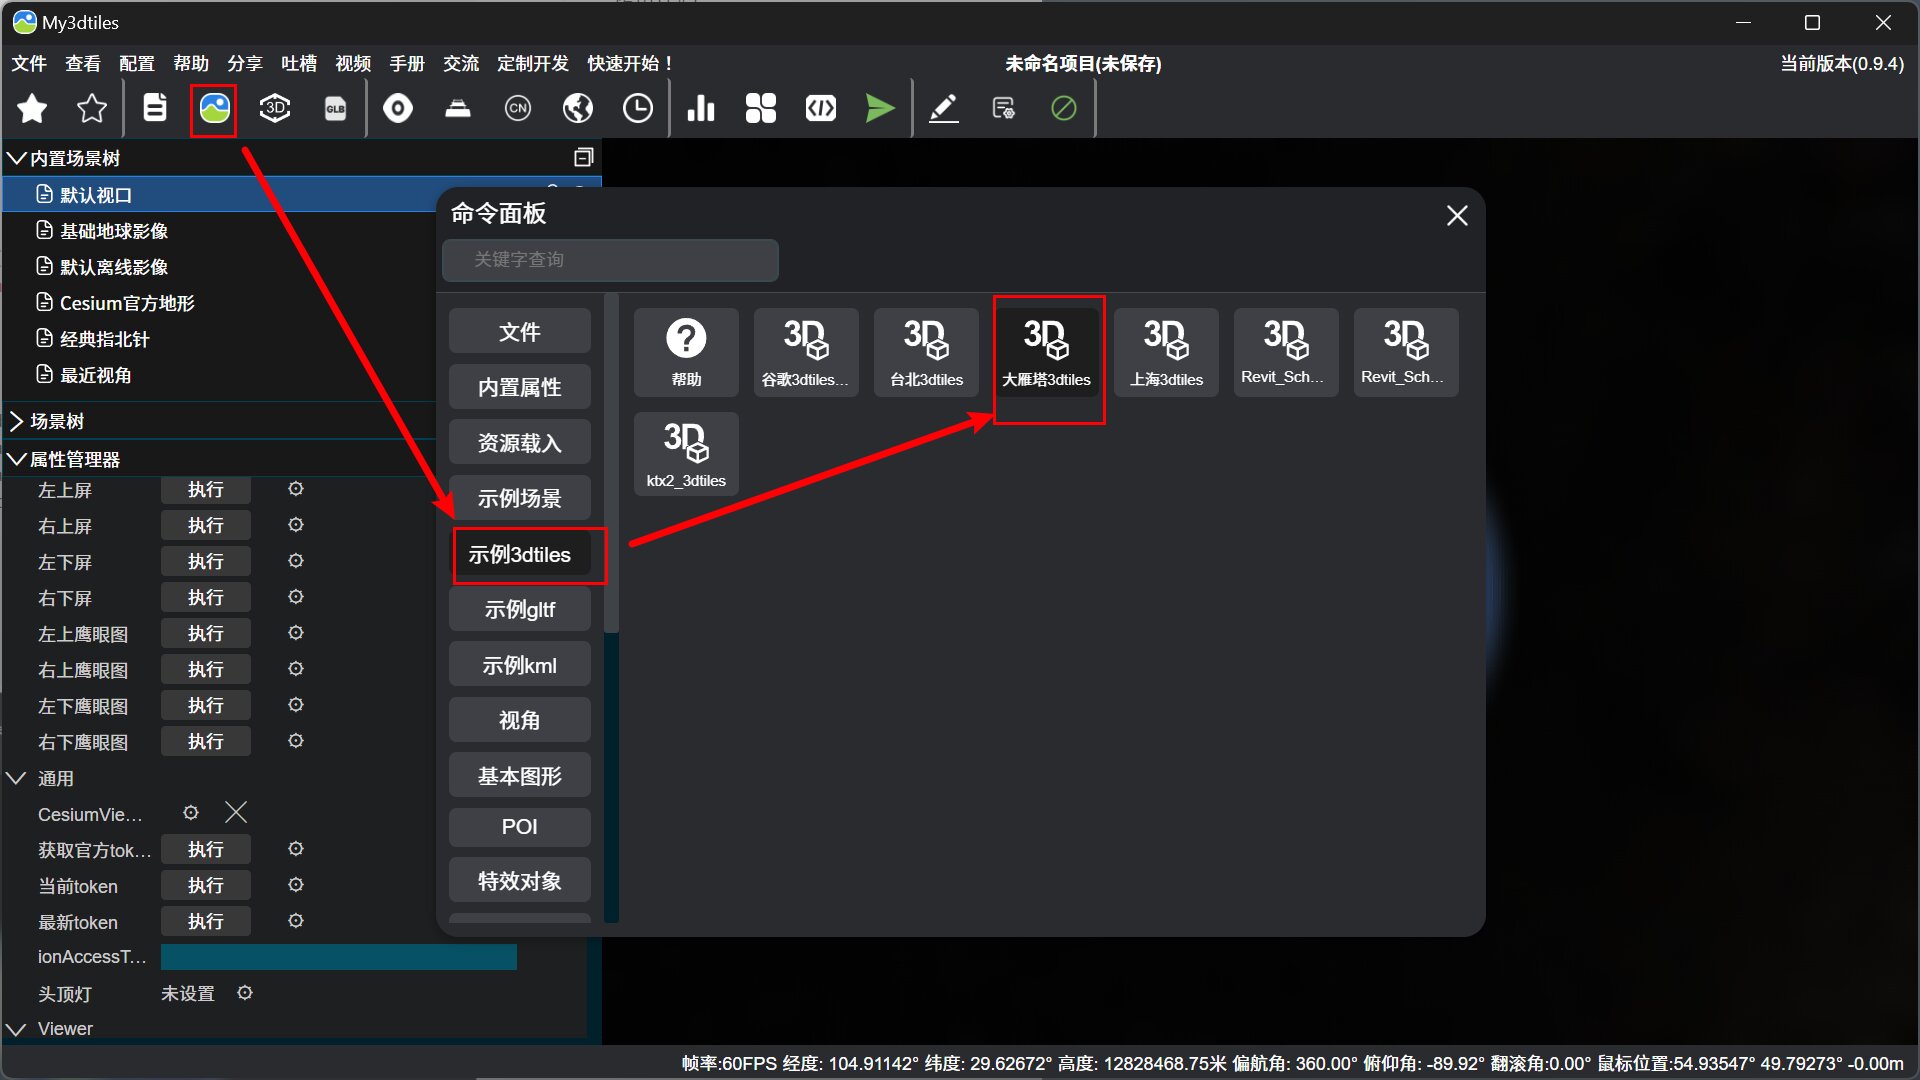 My3dtiles
文件 查看 配置 帮助 分享 吐槽 视频 手册 交流 定制开发 快速开始！ 未命名项目(未保存) 当前版本(0.9.4)
3D GLB CN
内置场景树
默认视口
基础地球影像
默认离线影像
Cesium官方地形
经典指北针
最近视角
场景树
属性管理器
左上屏 执行
右上屏 执行
左下屏 执行
右下屏 执行
左上鹰眼图 执行
右上鹰眼图 执行
左下鹰眼图 执行
右下鹰眼图 执行
通用
CesiumVie...
获取官方tok... 执行
当前token 执行
最新token 执行
ionAccessT...
头顶灯 未设置
Viewer
命令面板
关键字查询
文件
内置属性
资源载入
示例场景
示例3dtiles
示例gltf
示例kml
视角
基本图形
POI
特效对象
帮助
3D 谷歌3dtiles...
3D 台北3dtiles
3D 大雁塔3dtiles
3D 上海3dtiles
3D Revit_Sch...
3D Revit_Sch...
3D ktx2_3dtiles
帧率:60FPS 经度: 104.91142° 纬度: 29.62672° 高度: 12828468.75米 偏航角: 360.00° 俯仰角: -89.92° 翻滚角:0.00° 鼠标位置:54.93547° 49.79273° -0.00m